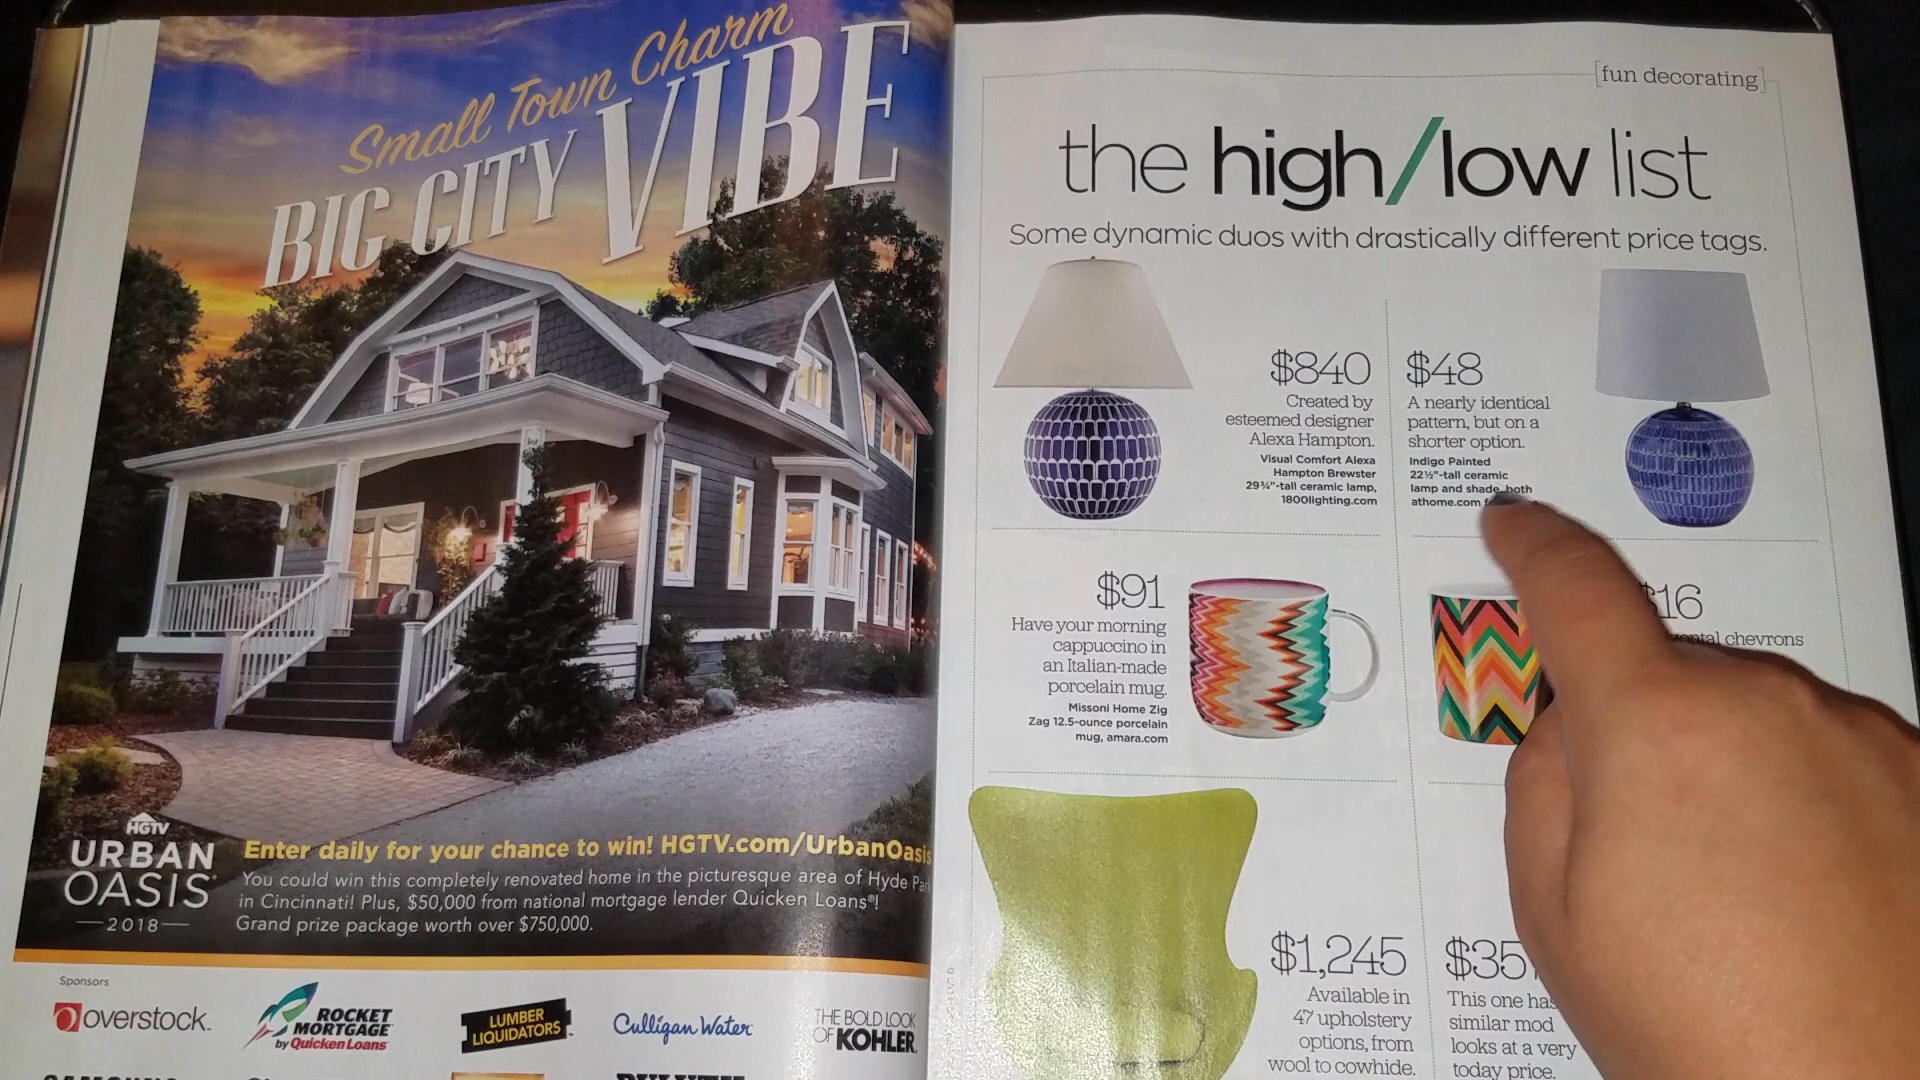 Small Town Charm
BIG CITY VIBE
HGTV
URBAN
OASIS
2018
Enter daily for your chance to win! HGTV.com/UrbanOasis
You could win this completely renovated home in the picturesque area of Hyde Par
in Cincinnati! Plus, $50,000 from national mortgage lender Quicken Loans®!
Grand prize package worth over $750,000.
Sponsors
overstock.
ROCKET
MORTGAGE
by Quicken Loans
LUMBER
LIQUIDATORS
Culligan Water
THE BOLD LOOK
OF KOHLER.
[fun decorating]
the high/low list
Some dynamic duos with drastically different price tags.
$840
Created by
esteemed designer
Alexa Hampton.
Visual Comfort Alexa
Hampton Brewster
29¾"-tall ceramic lamp,
1800lighting.com
$48
A nearly identical
pattern, but on a
shorter option.
Indigo Painted
22½"-tall ceramic
lamp and shade, both
athome.com
$91
Have your morning
cappuccino in
an Italian-made
porcelain mug.
Missoni Home Zig
Zag 12.5-ounce porcelain
mug, amara.com
$16
chevrons
$1,245
Available in
47 upholstery
options, from
wool to cowhide.
$35
This one has
similar mod
looks at a very
today price.